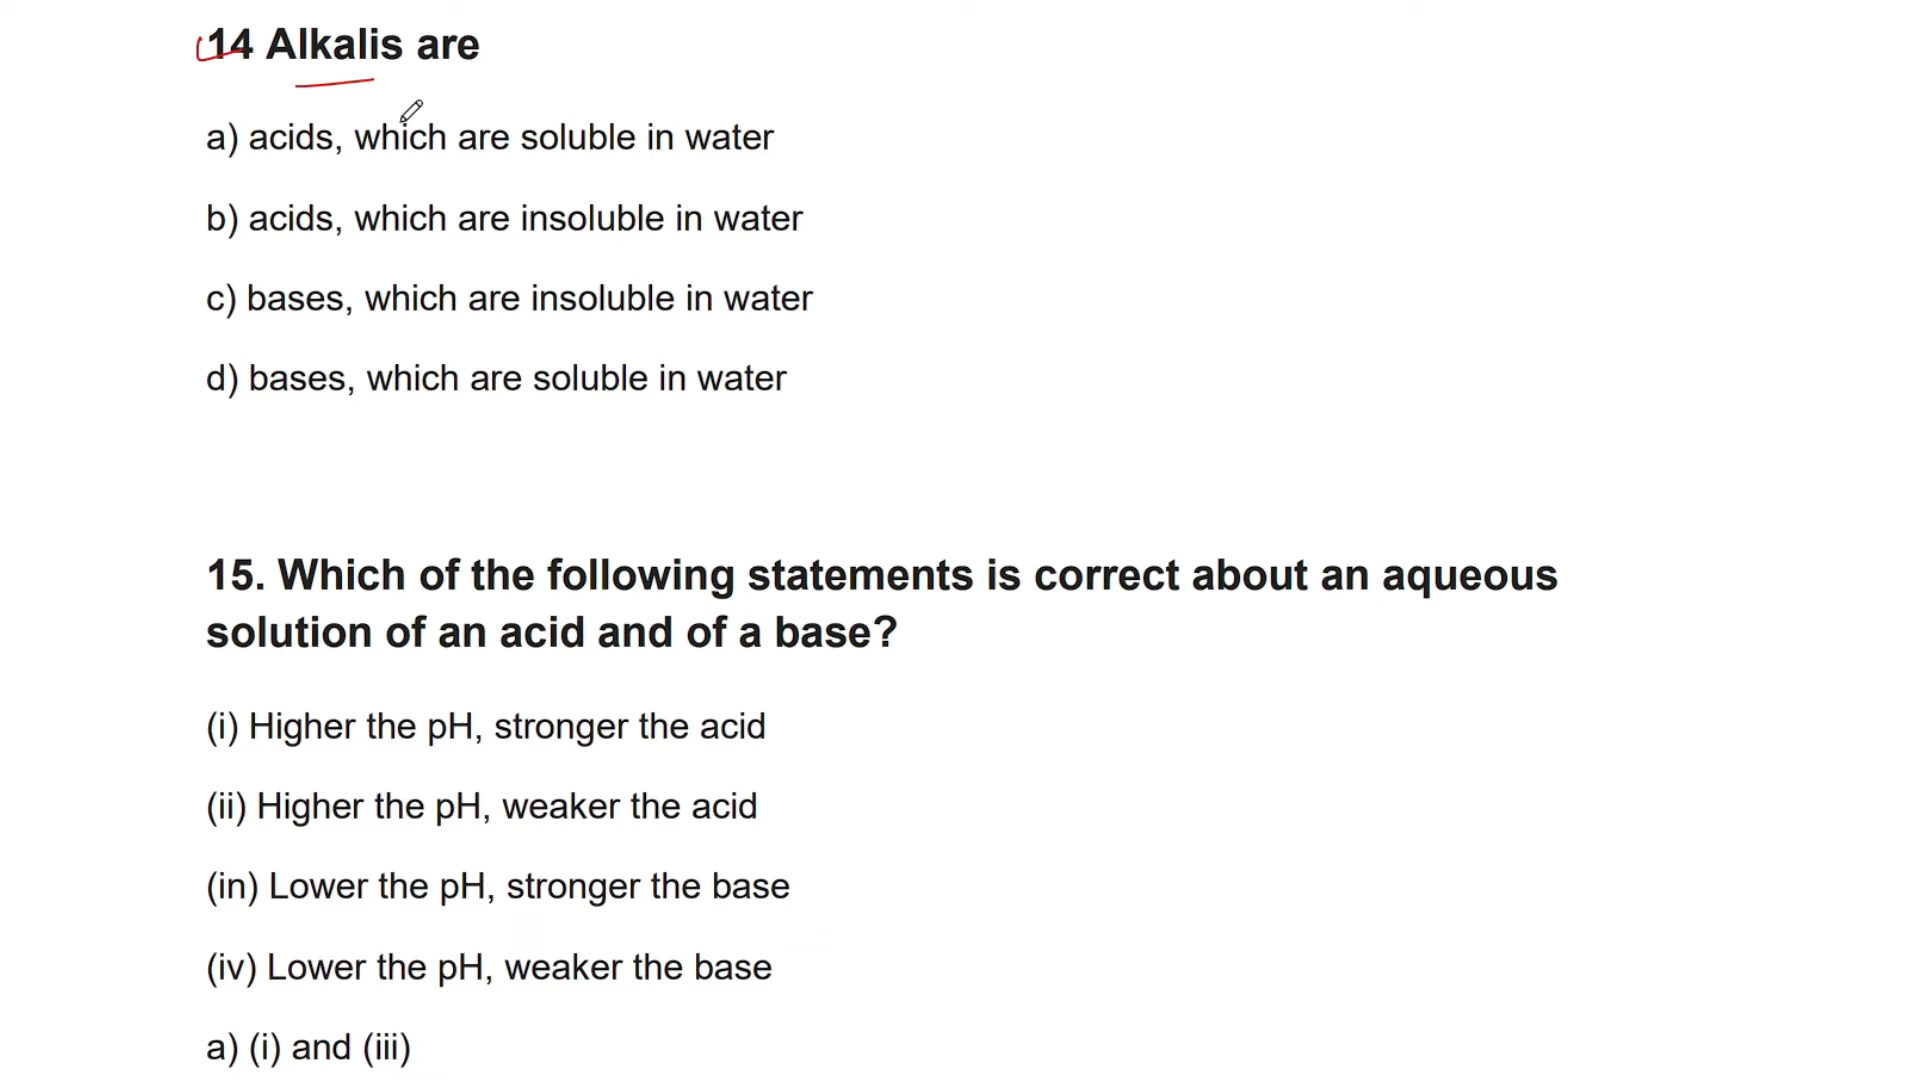 14 Alkalis are
a) acids, which are soluble in water
b) acids, which are insoluble in water
c) bases, which are insoluble in water
d) bases, which are soluble in water
15. Which of the following statements is correct about an aqueous
solution of an acid and of a base?
(i) Higher the pH, stronger the acid
(ii) Higher the pH, weaker the acid
(in) Lower the pH, stronger the base
(iv) Lower the pH, weaker the base
a) (i) and (iii)